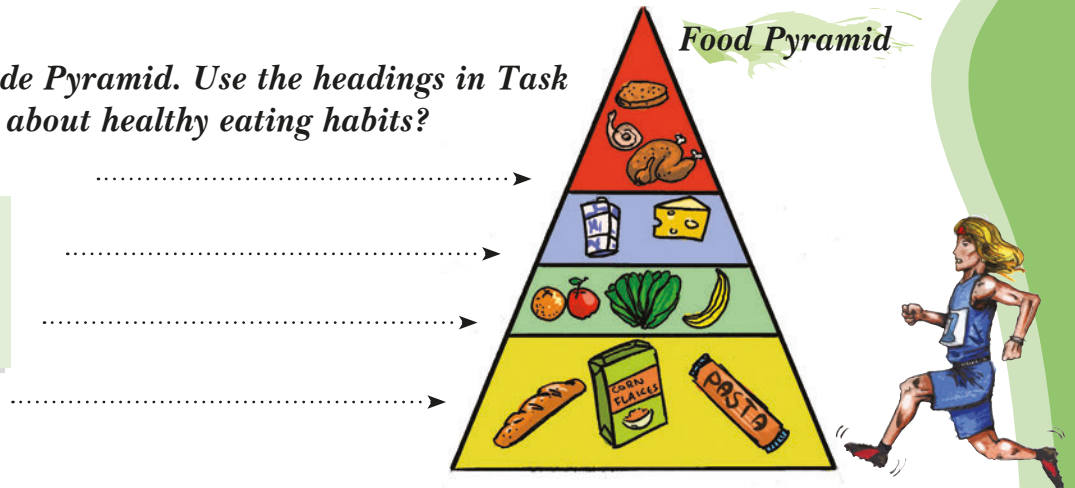 Food Pyramid
de Pyramid. Use the headings in Task
about healthy eating habits?
CORN
FLAKES
PASTA